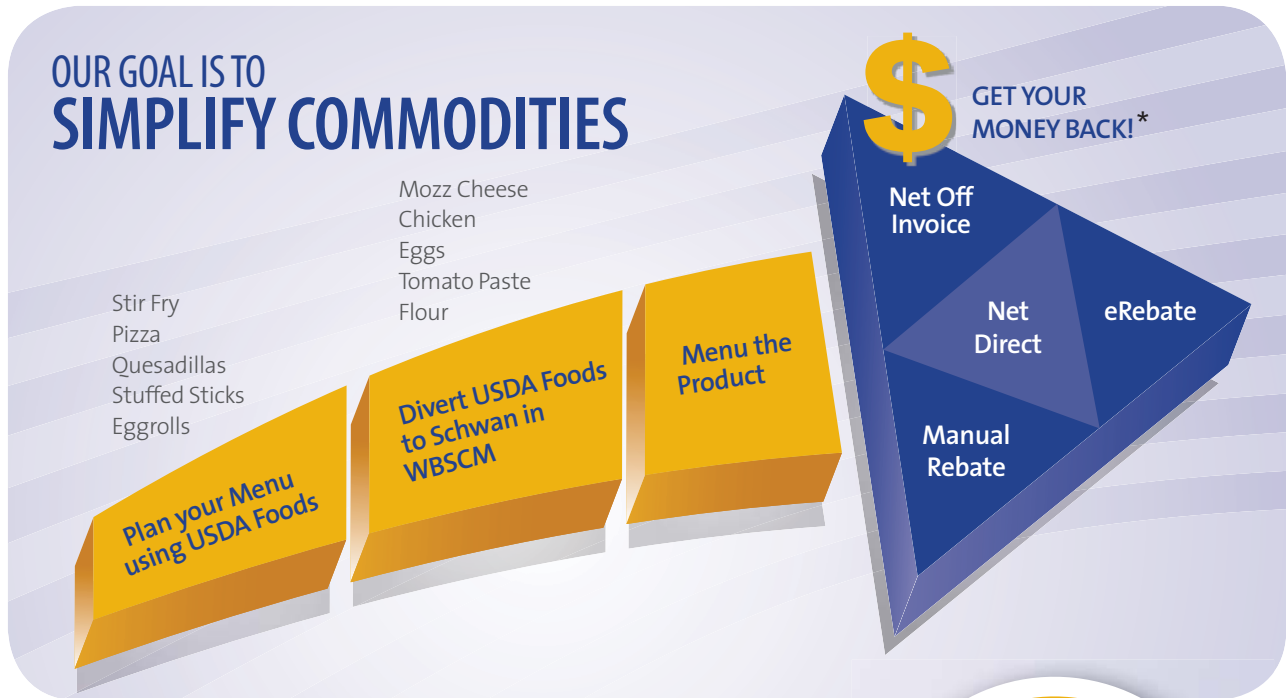 OUR GOAL IS TO
SIMPLIFY COMMODITIES
$
GET YOUR
MONEY BACK!*
Stir Fry
Pizza
Quesadillas
Stuffed Sticks
Eggrolls
Mozz Cheese
Chicken
Eggs
Tomato Paste
Flour
Plan your Menu
using USDA Foods
Divert USDA Foods
to Schwan in
WBSCM
Menu the
Product
Net Off
Invoice
Net
Direct
eRebate
Manual
Rebate